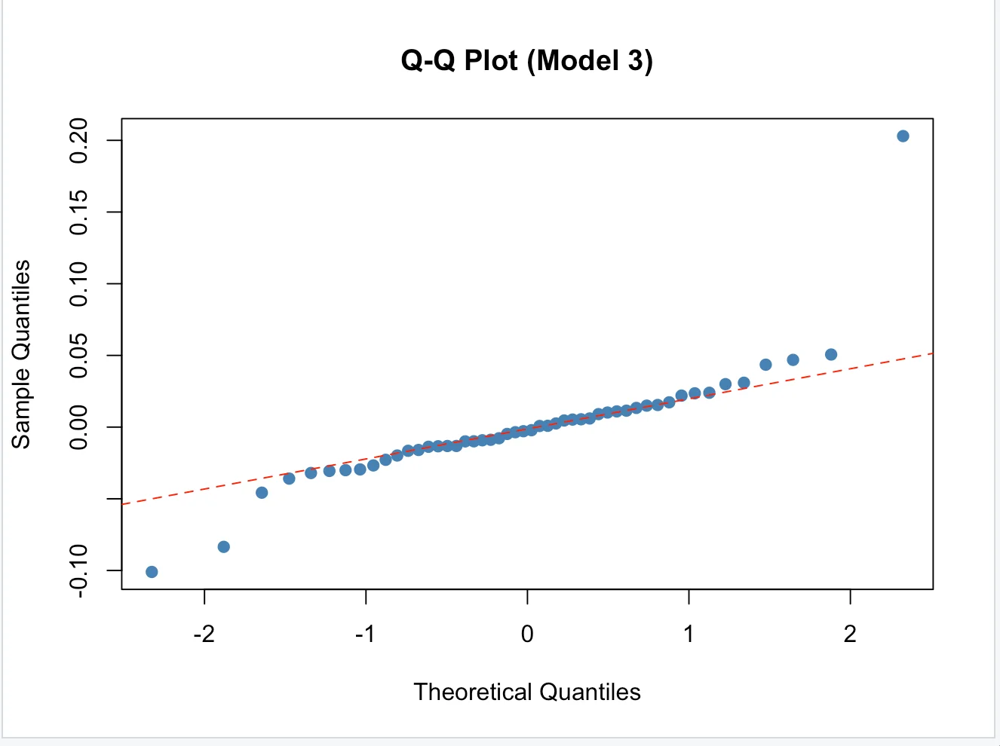 Q-Q Plot (Model 3)
Sample Quantiles
0.20
0.15
0.10
0.05
0.00
-0.10
-2 -1 0 1 2
Theoretical Quantiles